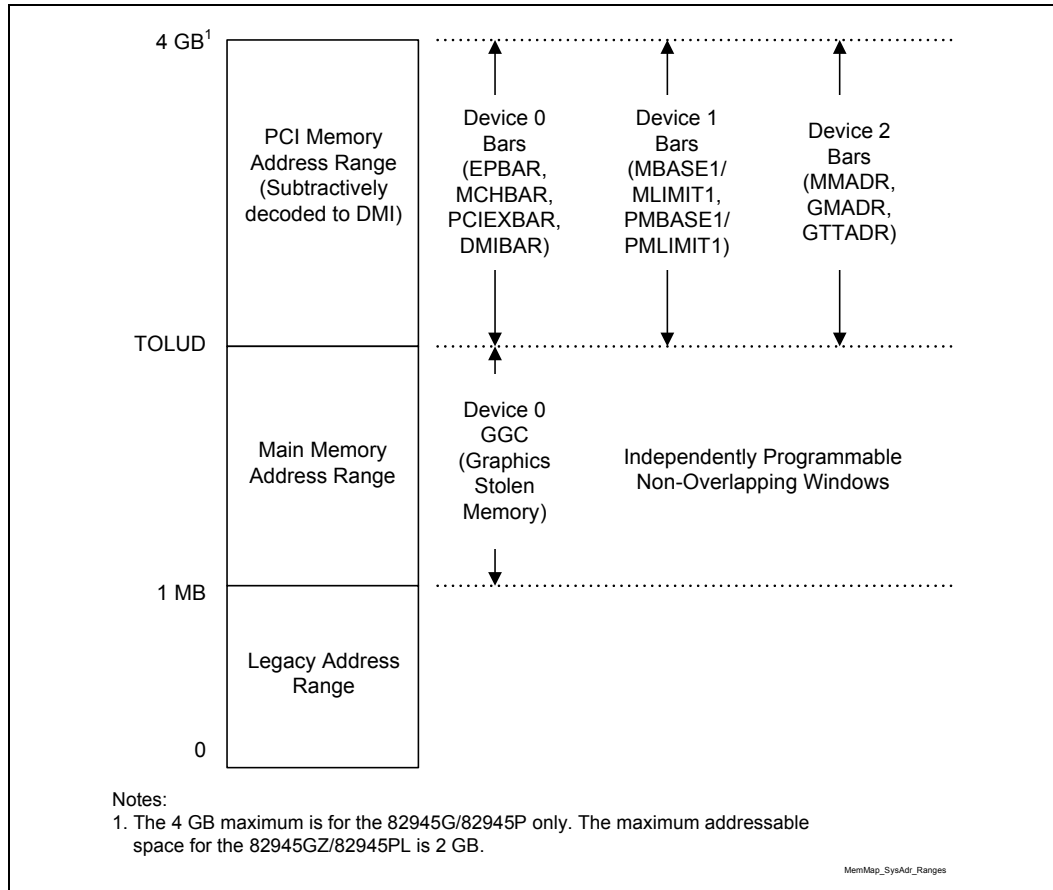 4 GB1
PCI Memory
Address Range
(Subtractively
decoded to DMI)
Device 0
Bars
(EPBAR,
MCHBAR,
PCIEXBAR,
DMIBAR)
Device 1
Bars
(MBASE1/
MLIMIT1,
PMBASE1/
PMLIMIT1)
Device 2
Bars
(MMADR,
GMADR,
GTTADR)
TOLUD
Main Memory
Address Range
Device 0
GGC
(Graphics
Stolen
Memory)
Independently Programmable
Non-Overlapping Windows
1 MB
Legacy Address
Range
0
Notes:
1. The 4 GB maximum is for the 82945G/82945P only. The maximum addressable
space for the 82945GZ/82945PL is 2 GB.
MemMap_SysAdr_Ranges